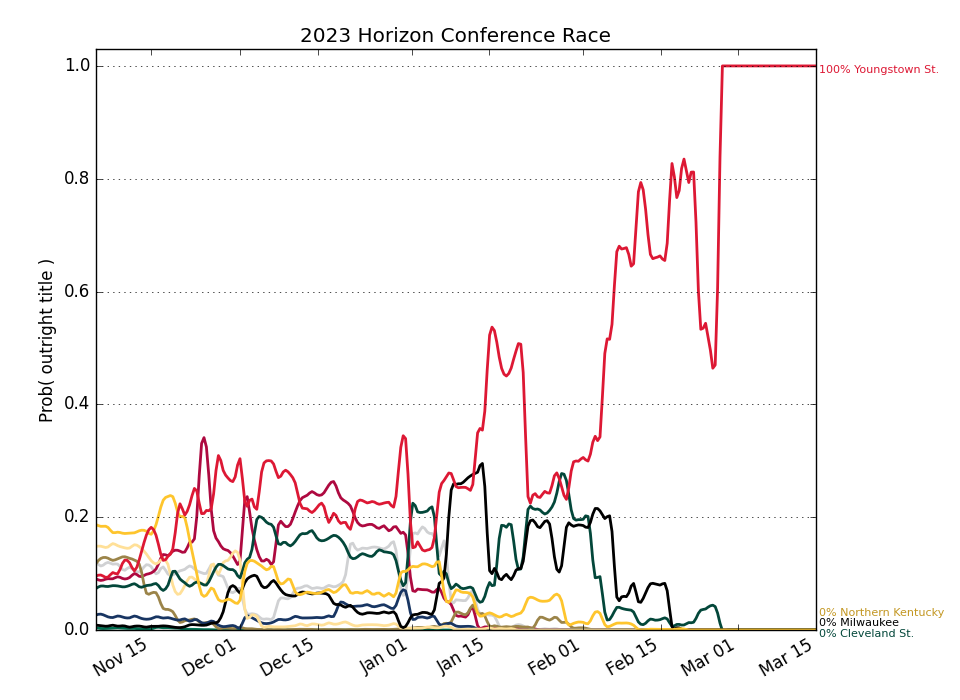 2023 Horizon Conference Race
Prob( outright title )
1.0
0.8
0.6
0.4
0.2
0.0
Nov 15
Dec 01
Dec 15
Jan 01
Jan 15
Feb 01
Feb 15
Mar 01
Mar 15
100% Youngstown St.
0% Northern Kentucky
0% Milwaukee
0% Cleveland St.